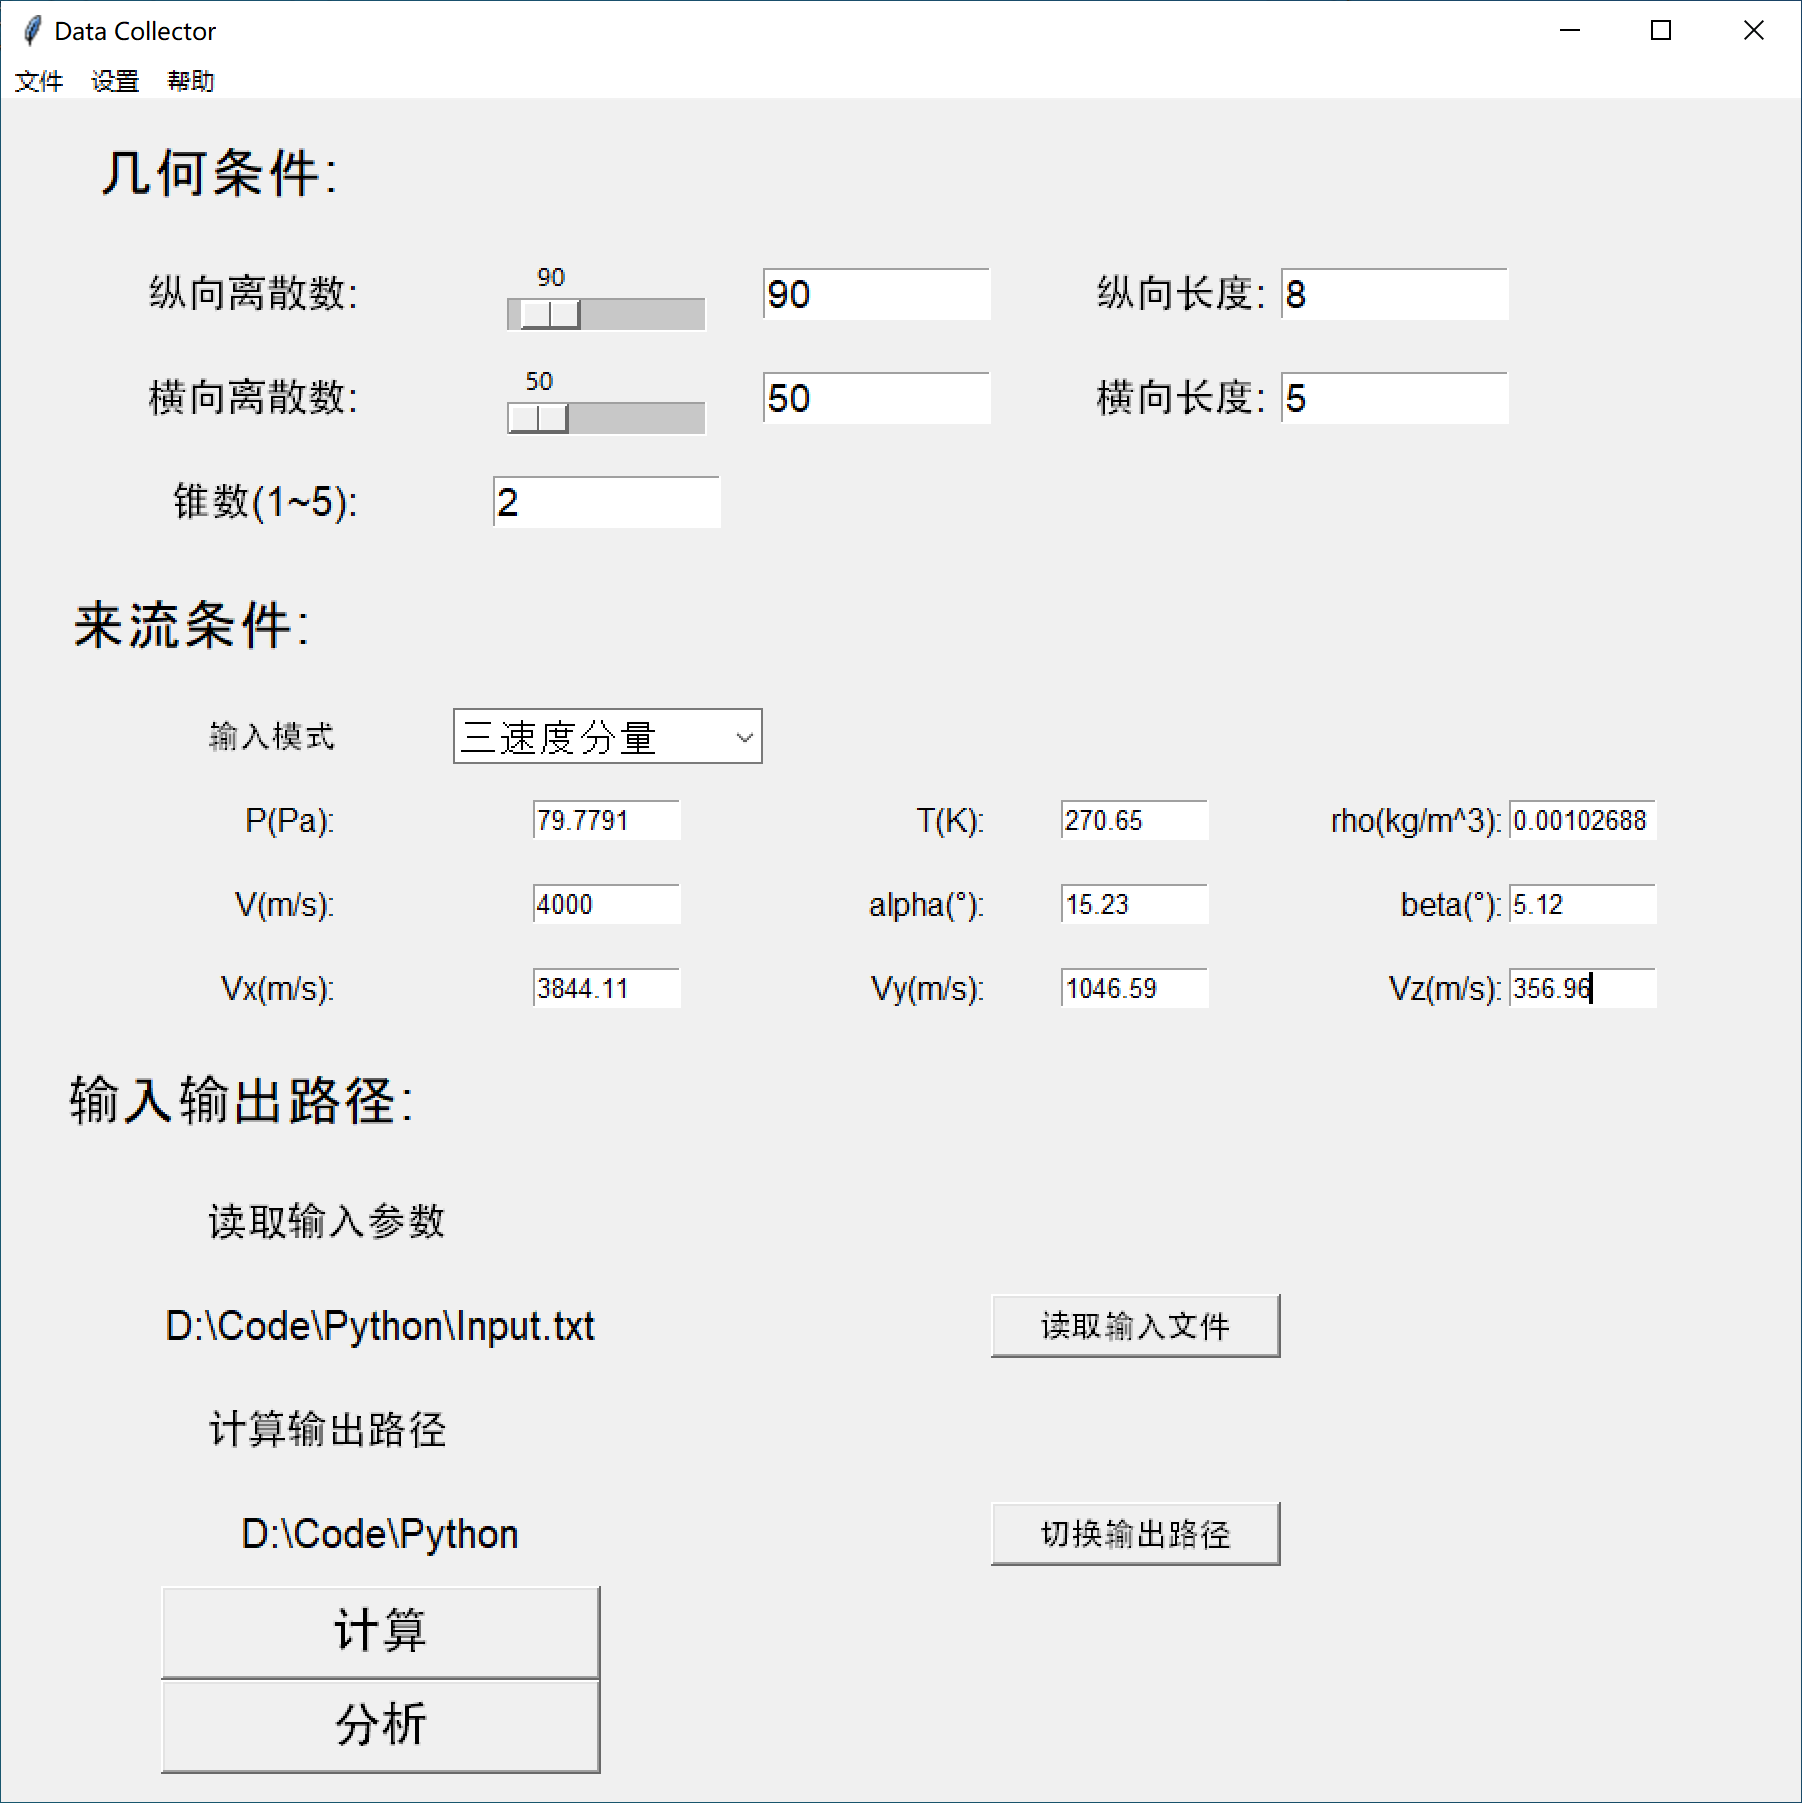 Data Collector
文件 设置 帮助
几何条件:
纵向离散数: 90 90 纵向长度: 8
横向离散数: 50 50 横向长度: 5
锥数(1~5): 2
来流条件:
输入模式 三速度分量
P(Pa): 79.7791 T(K): 270.65 rho(kg/m^3): 0.00102688
V(m/s): 4000 alpha(°): 15.23 beta(°): 5.12
Vx(m/s): 3844.11 Vy(m/s): 1046.59 Vz(m/s): 356.96
输入输出路径:
读取输入参数
D:\Code\Python\Input.txt 读取输入文件
计算输出路径
D:\Code\Python 切换输出路径
计算
分析